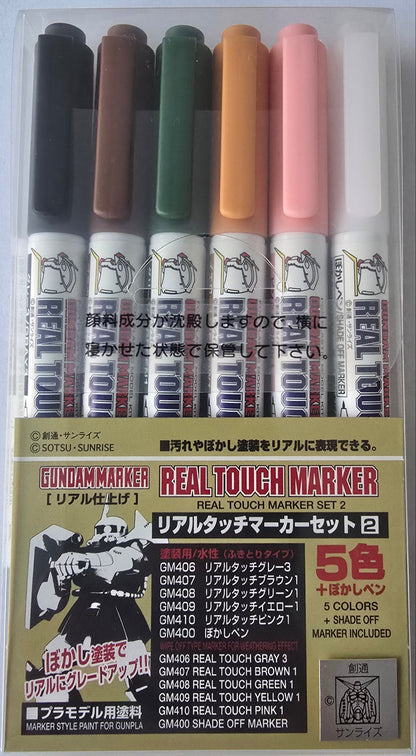 GUNDAM MARKER
REAL TOUCH
ぼかしペン
SHADE OFF MARKER
顔料成分が沈殿しますので、横に
寝かせた状態で保管して下さい。
©創通・サンライズ
©SOTSU・SUNRISE
■汚れやぼかし塗装をリアルに表現できる。
GUNDAM MARKER
[リアル仕上げ]
REAL TOUCH MARKER
REAL TOUCH MARKER SET 2
リアルタッチマーカーセット2
塗装用/水性(ふきとりタイプ)
GM406 リアルタッチグレー3
GM407 リアルタッチブラウン1
GM408 リアルタッチグリーン1
GM409 リアルタッチイエロー1
GM410 リアルタッチピンク1
GM400 ぼかしペン
WIPE OFF TYPE MARKER FOR WEATHERING EFFECT
GM406 REAL TOUCH GRAY 3
GM407 REAL TOUCH BROWN 1
GM408 REAL TOUCH GREEN 1
GM409 REAL TOUCH YELLOW 1
GM410 REAL TOUCH PINK 1
GM400 SHADE OFF MARKER
5色
+ぼかしペン
5 COLORS
+ SHADE OFF
MARKER INCLUDED
ぼかし塗装で
リアルにグレードアップ!!
■プラモデル用塗料
MARKER STYLE PAINT FOR GUNPLA
創通
©
サンライズ